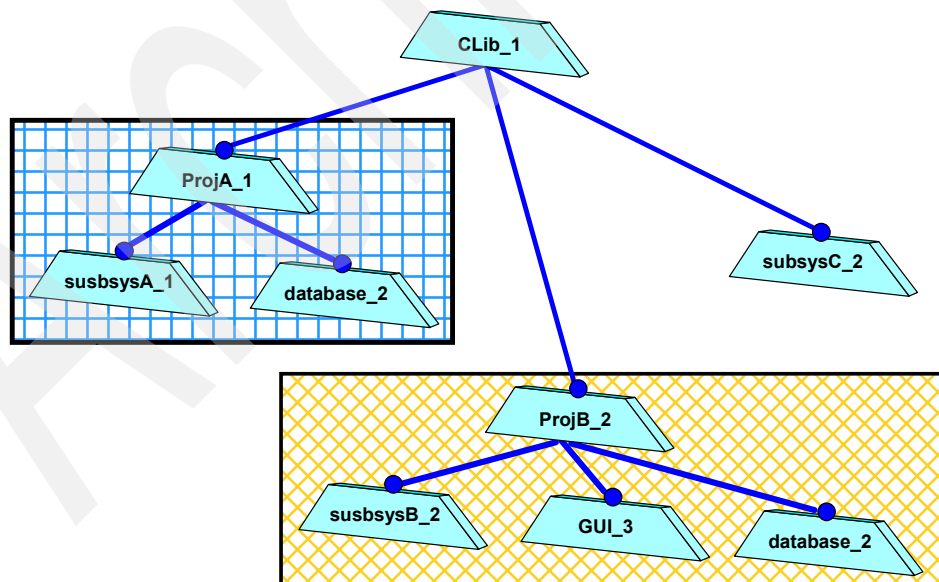 CLib_1
ProjA_1
susbsysA_1
database_2
subsysC_2
ProjB_2
susbsysB_2
GUI_3
database_2